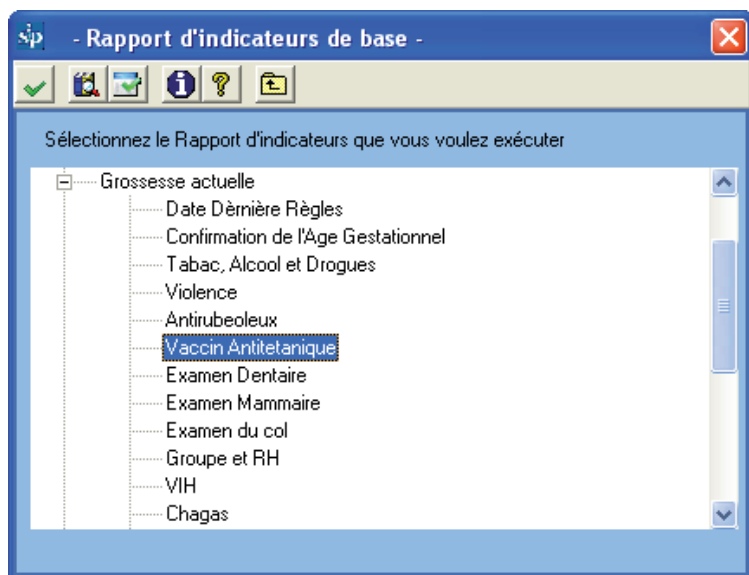 sip - Rapport d'indicateurs de base -
Sélectionnez le Rapport d'indicateurs que vous voulez exécuter
Grossesse actuelle
Date Dèrnière Règles
Confirmation de l'Age Gestationnel
Tabac, Alcool et Drogues
Violence
Antirubeoleux
Vaccin Antitetanique
Examen Dentaire
Examen Mammaire
Examen du col
Groupe et RH
VIH
Chagas